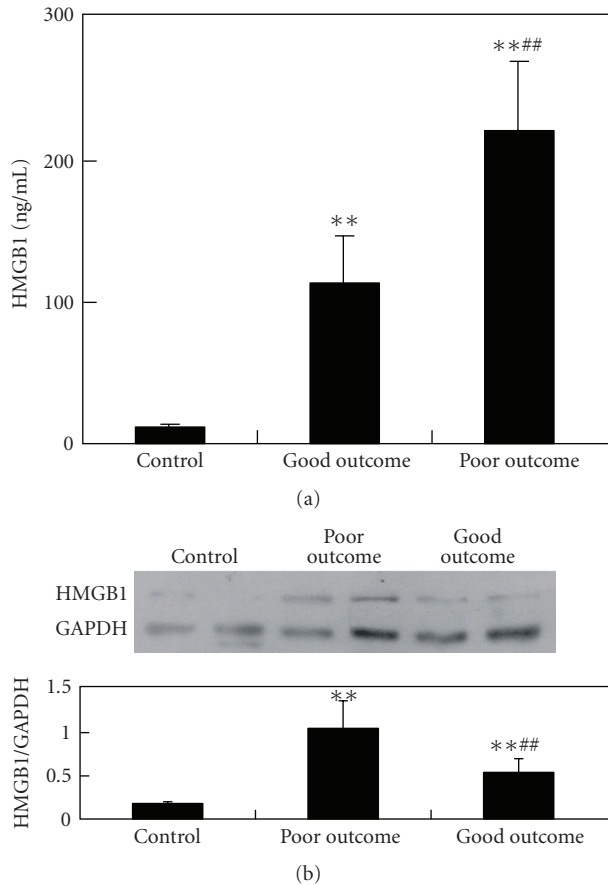 300
200
100
0
HMGB1 (ng/mL)
**
**##
Control Good outcome Poor outcome
(a)
Control Poor outcome Good outcome
HMGB1
GAPDH
1.5
1
0.5
0
HMGB1/GAPDH
**
**##
Control Poor outcome Good outcome
(b)